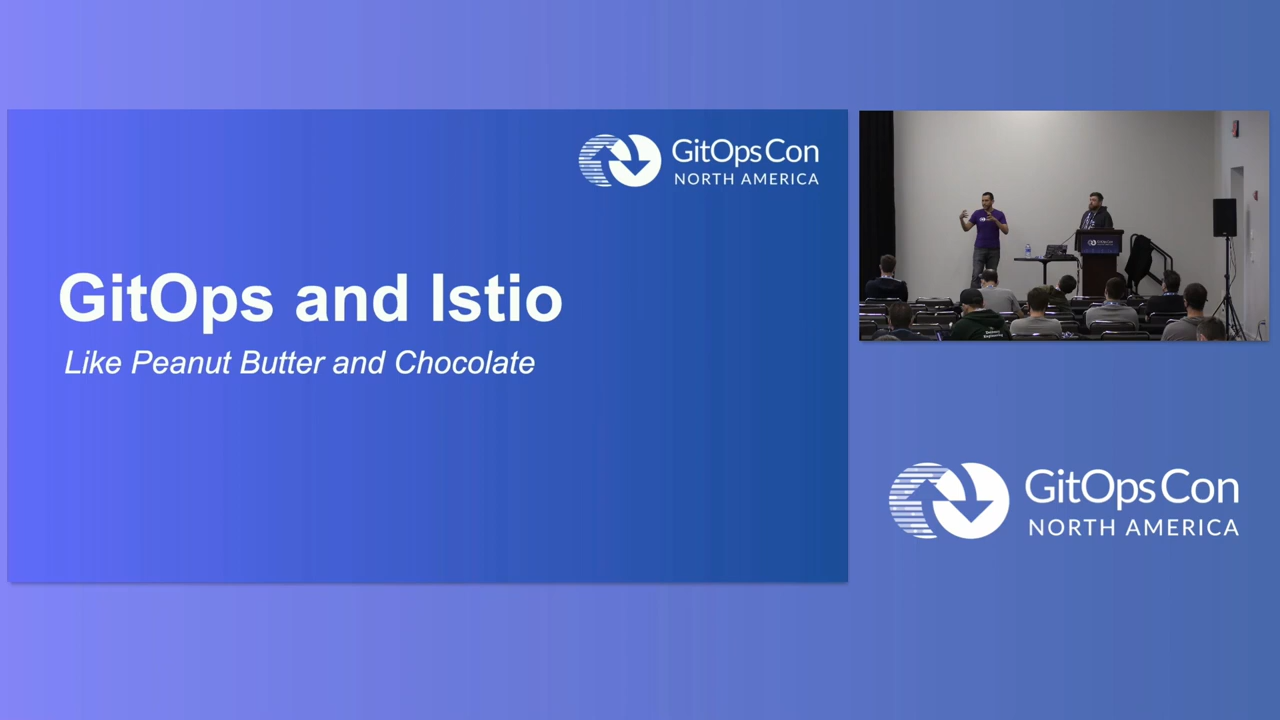 GitOpsCon
NORTH AMERICA
GitOps and Istio
Like Peanut Butter and Chocolate
GitOpsCon
NORTH AMERICA